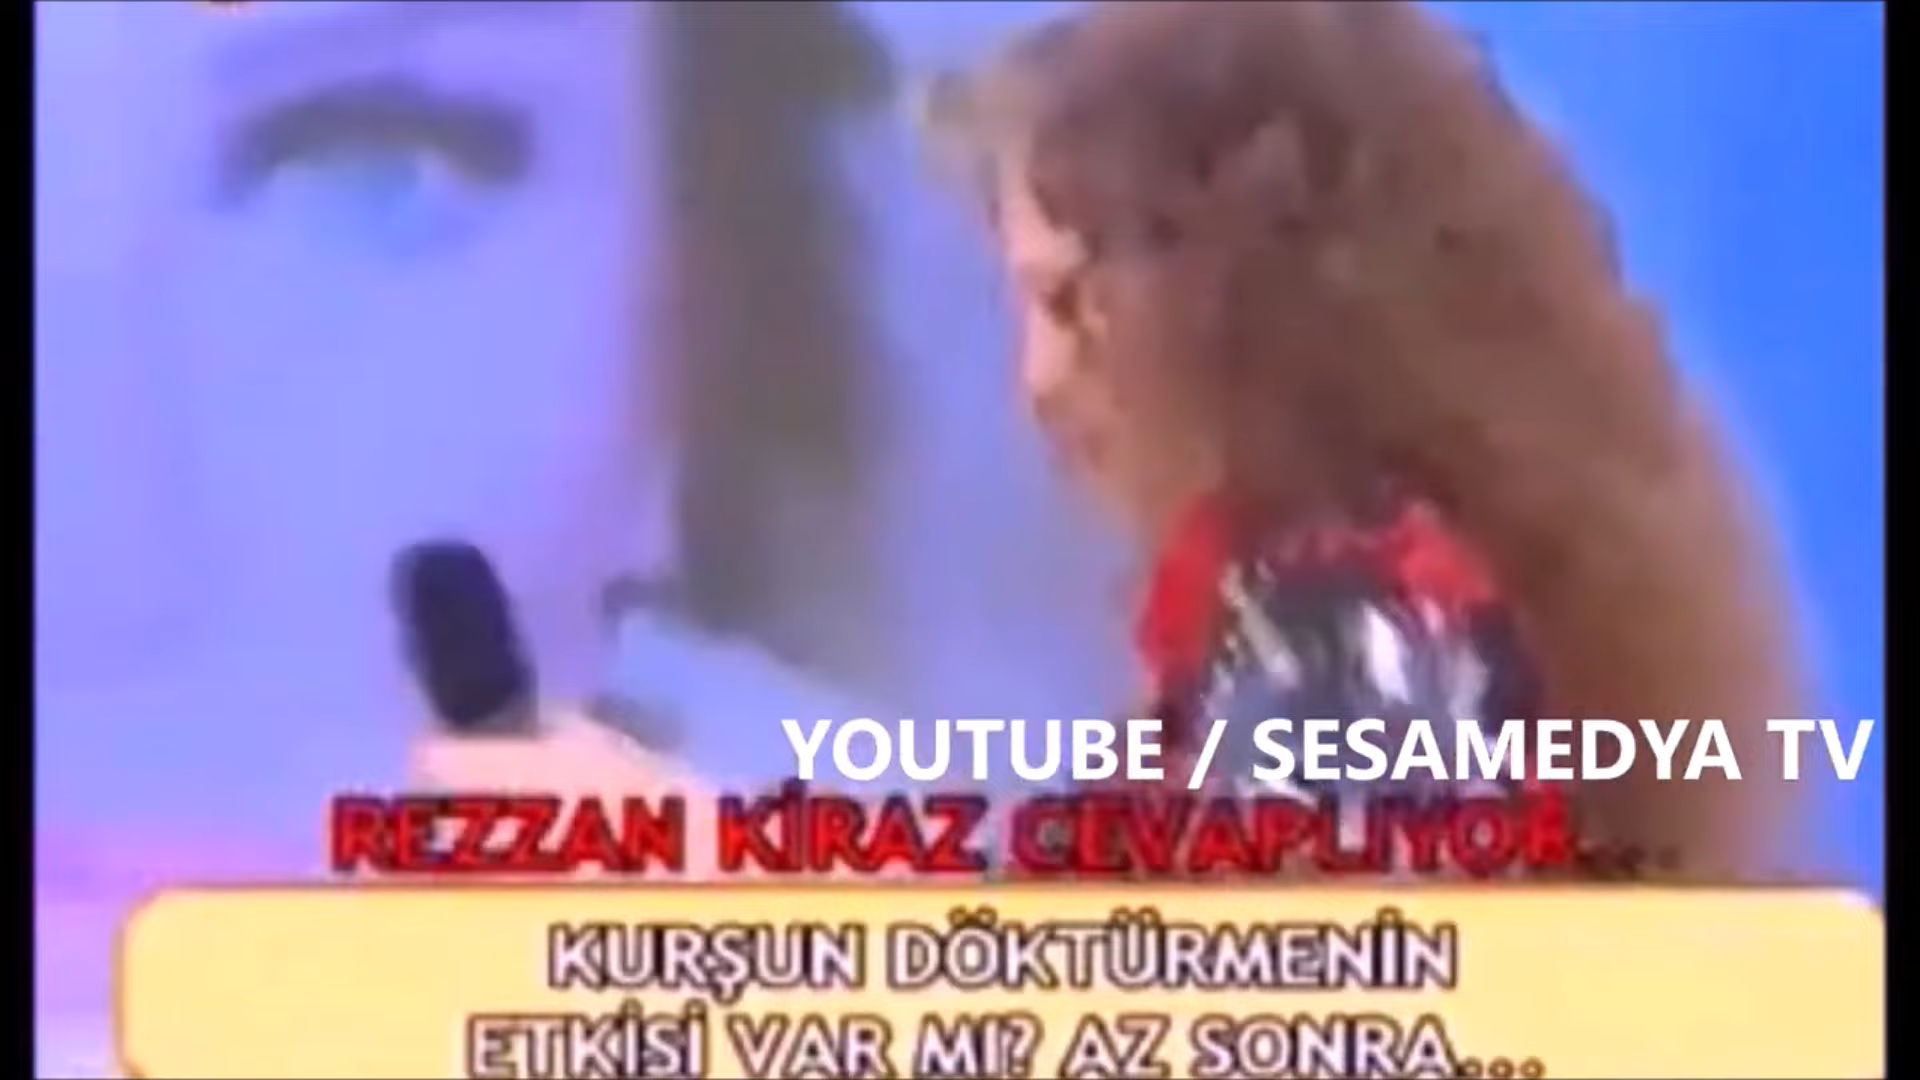 YOUTUBE / SESAMEDYA TV
REZZAN KİRAZ CEVAPLIYOR...
KURŞUN DÖKTÜRMENİN
ETKİSİ VAR MI? AZ SONRA...